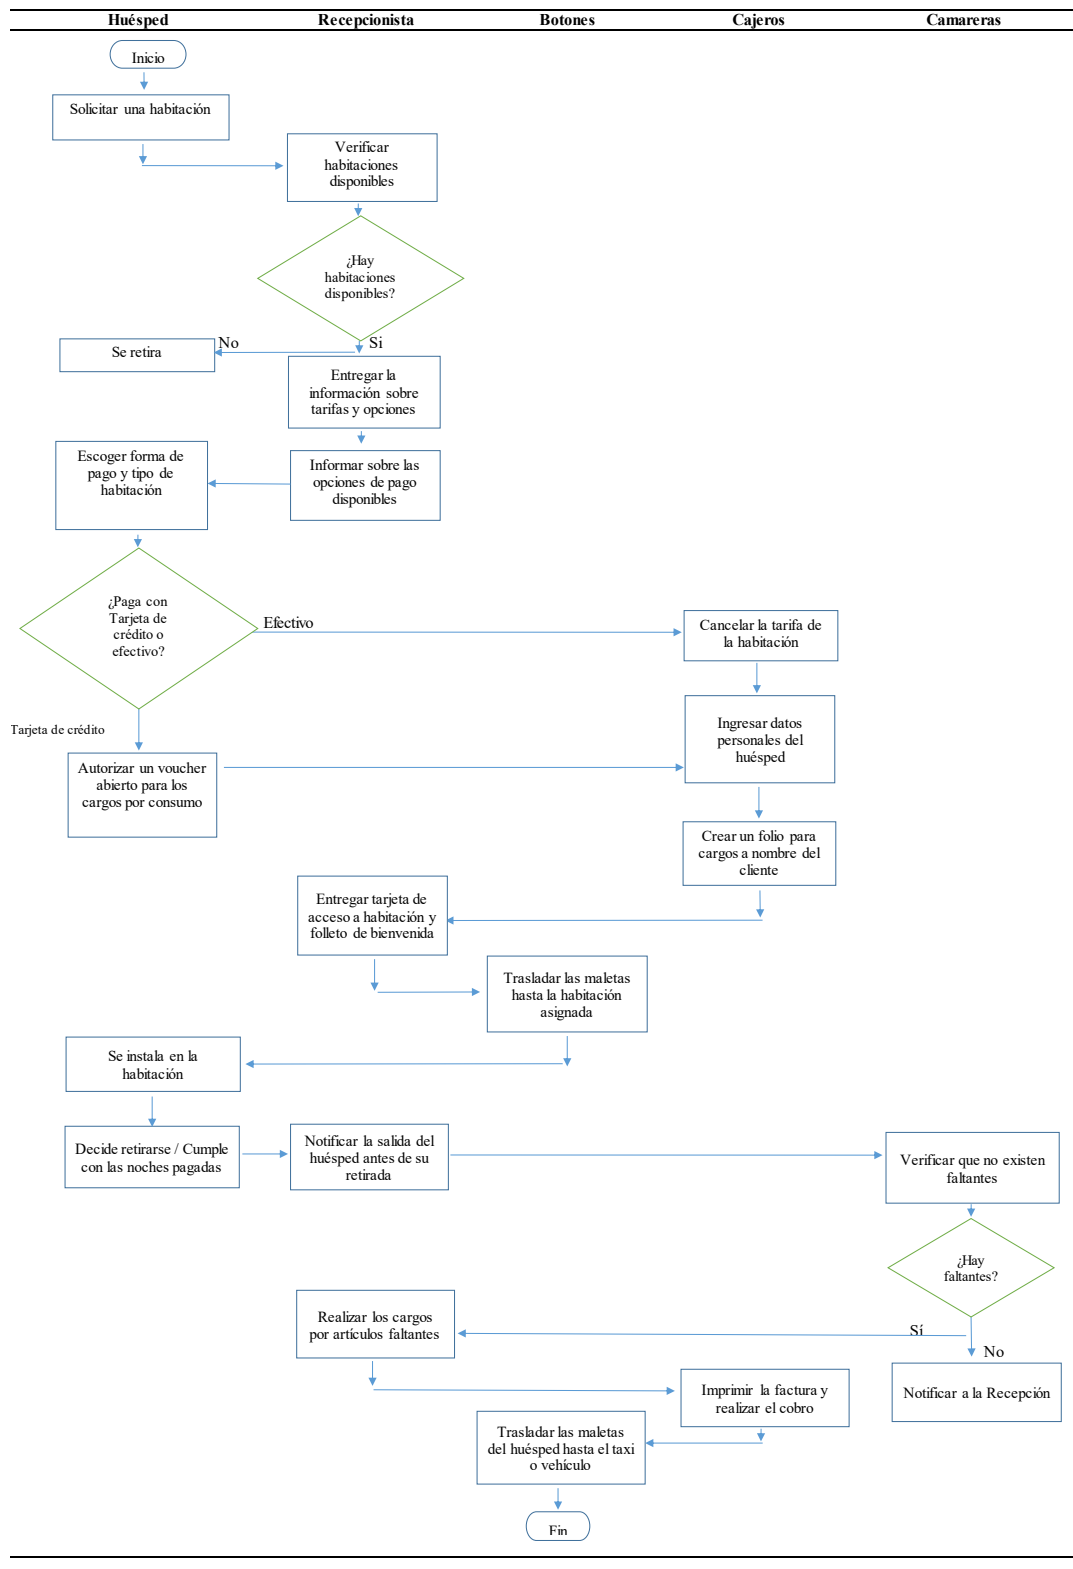 Huésped Recepcionista Botones Cajeros Camareras
Inicio
Solicitar una habitación
Verificar
habitaciones
disponibles
¿Hay
habitaciones
disponibles?
No
Si
Se retira
Entregar la
información sobre
tarifas y opciones
Escoger forma de
pago y tipo de
habitación
Informar sobre las
opciones de pago
disponibles
¿Paga con
Tarjeta de
crédito o
efectivo?
Efectivo
Cancelar la tarifa de
la habitación
Tarjeta de crédito
Ingresar datos
personales del
huésped
Autorizar un voucher
abierto para los
cargos por consumo
Crear un folio para
cargos a nombre del
cliente
Entregar tarjeta de
acceso a habitación y
folleto de bienvenida
Trasladar las maletas
hasta la habitación
asignada
Se instala en la
habitación
Decide retirarse / Cumple
con las noches pagadas
Notificar la salida del
huésped antes de su
retirada
Verificar que no existen
faltantes
¿Hay
faltantes?
Realizar los cargos
por artículos faltantes
Sí
No
Imprimir la factura y
realizar el cobro
Notificar a la Recepción
Trasladar las maletas
del huésped hasta el taxi
o vehículo
Fin